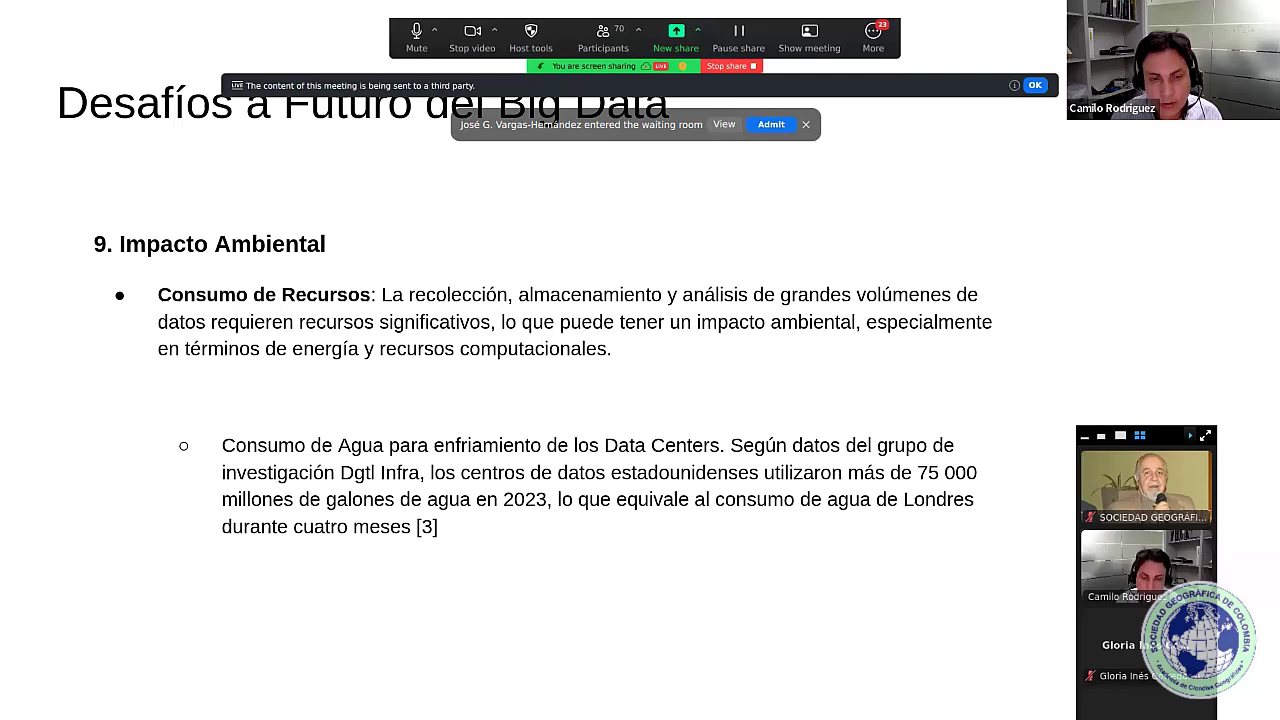 Mute
Stop video
Host tools
Participants
70
New share
Pause share
Show meeting
More
23
You are screen sharing
LIVE
Stop share
LIVE The content of this meeting is being sent to a third party.
OK
Camilo Rodriguez
Desafíos a Futuro del Big Data
José G. Vargas-Hernández entered the waiting room
View
Admit
9. Impacto Ambiental
● Consumo de Recursos: La recolección, almacenamiento y análisis de grandes volúmenes de
datos requieren recursos significativos, lo que puede tener un impacto ambiental, especialmente
en términos de energía y recursos computacionales.
○ Consumo de Agua para enfriamiento de los Data Centers. Según datos del grupo de
investigación Dgtl Infra, los centros de datos estadounidenses utilizaron más de 75 000
millones de galones de agua en 2023, lo que equivale al consumo de agua de Londres
durante cuatro meses [3]
SOCIEDAD GEOGRÁFI...
Camilo Rodrigue
Gloria
Gloria Inés
SOCIEDAD GEOGRÁFICA DE COLOMBIA